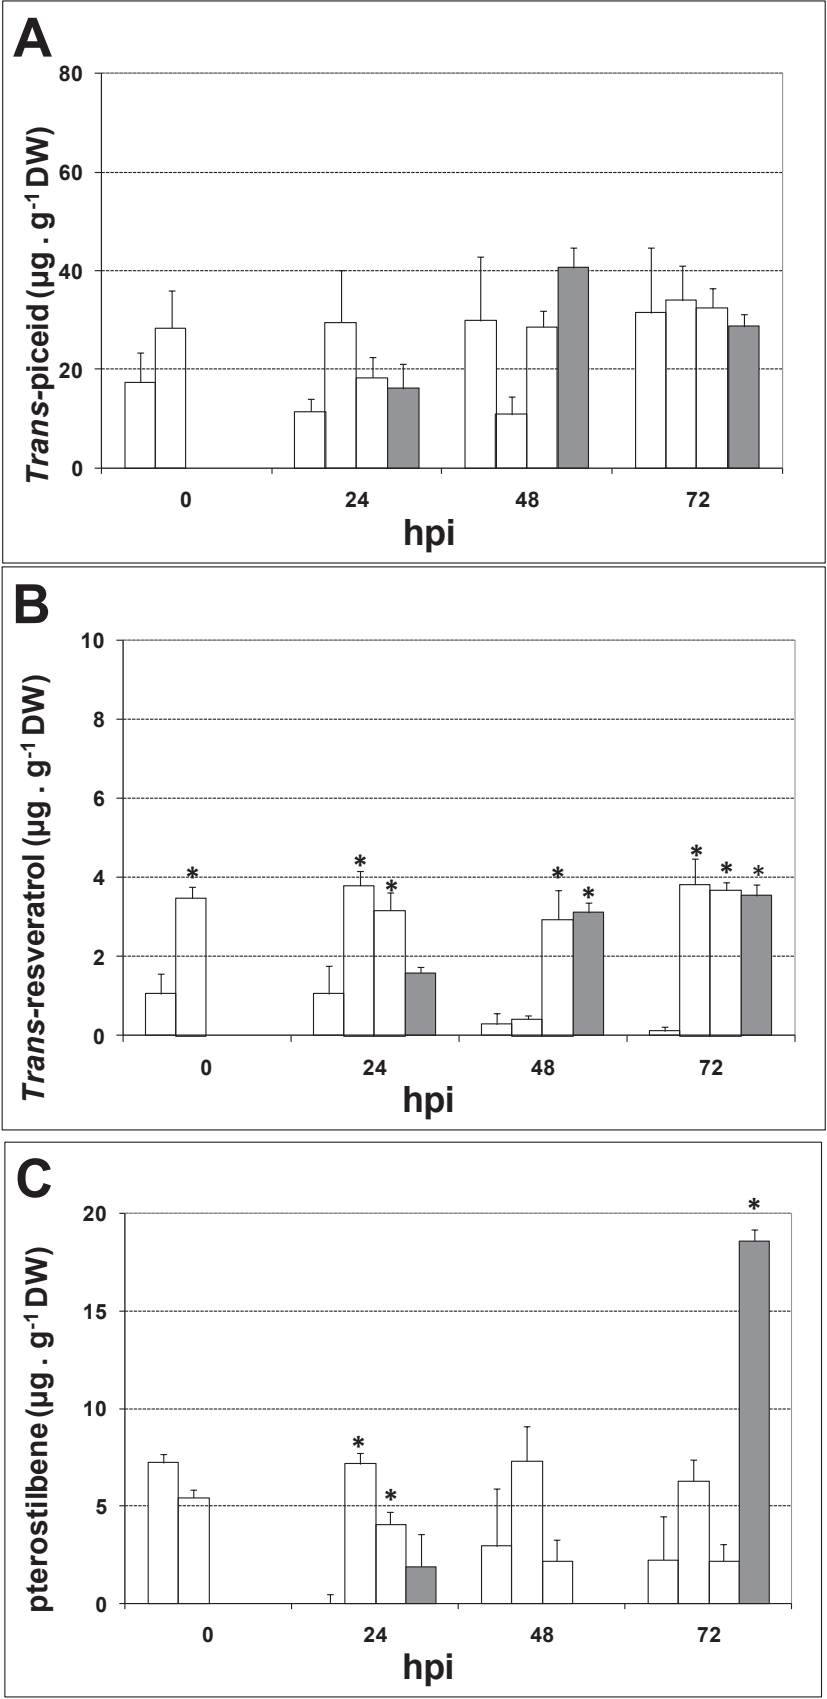 A
Trans-piceid (µg . g-1 DW)
80
60
40
20
0
0 24 48 72
hpi
B
Trans-resveratrol (µg . g-1 DW)
10
8
6
4
2
0
* * * * * * * *
0 24 48 72
hpi
C
pterostilbene (µg . g-1 DW)
20
15
10
5
0
* * *
0 24 48 72
hpi